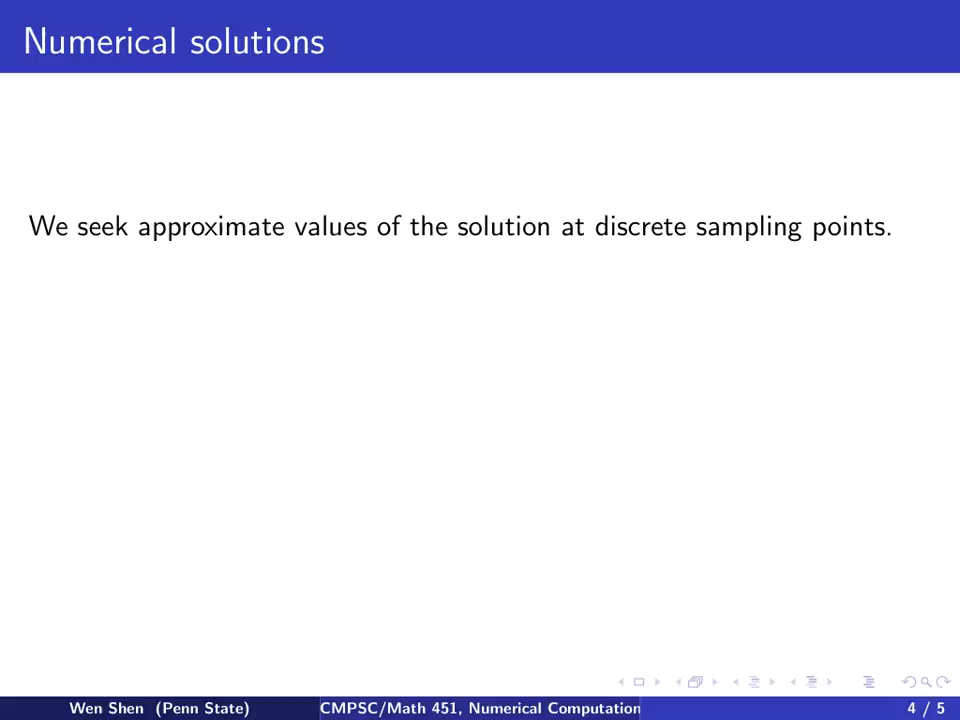 Numerical solutions
We seek approximate values of the solution at discrete sampling points.
Wen Shen (Penn State)
CMPSC/Math 451, Numerical Computation
4 / 5